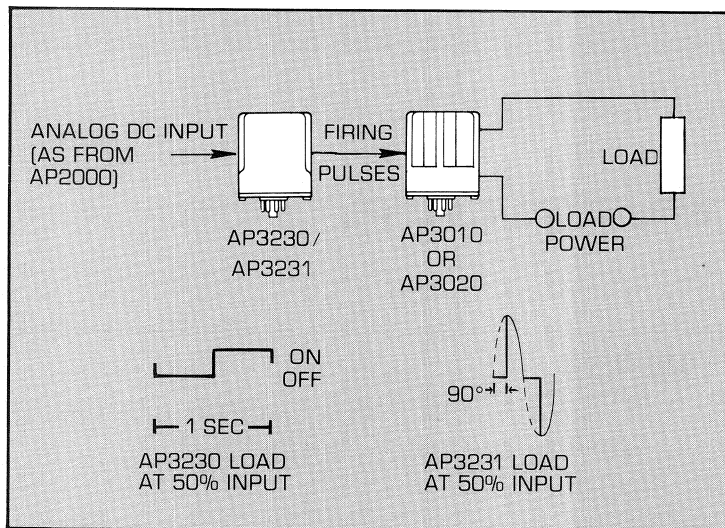 ANALOG DC INPUT
(AS FROM
AP2000)
FIRING
PULSES
AP3230/
AP3231
AP3010
OR
AP3020
LOAD
LOAD
POWER
ON
OFF
1 SEC
AP3230 LOAD
AT 50% INPUT
90°
AP3231 LOAD
AT 50% INPUT